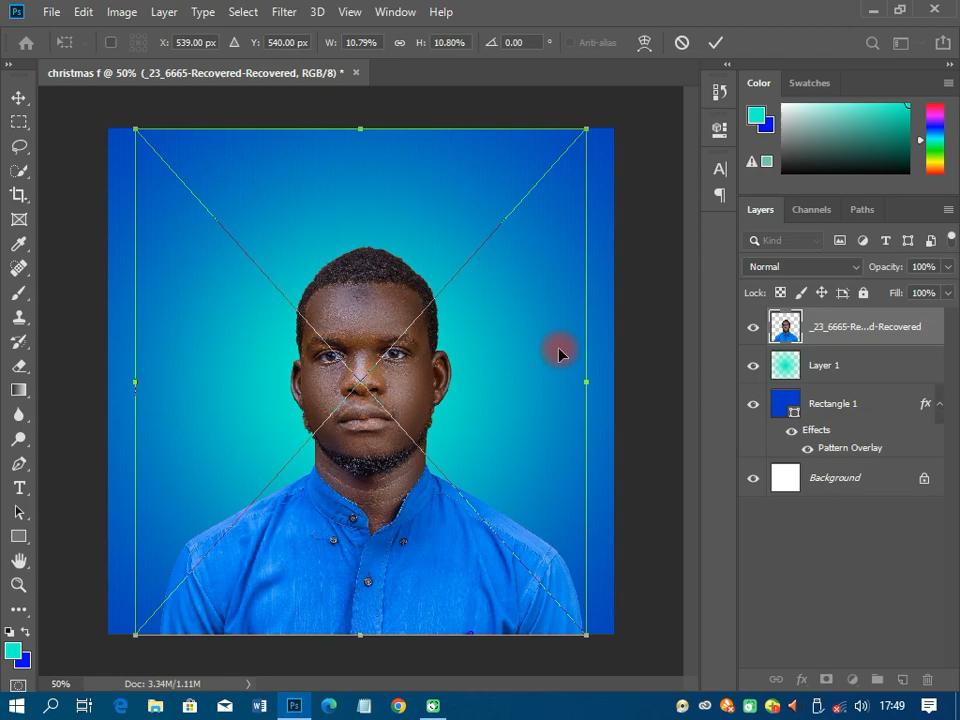 Ps File Edit Image Layer Type Select Filter 3D View Window Help
X: 539.00 px Y: 540.00 px W: 10.79% H: 10.80% 0.00 ° Anti-alias
christmas f @ 50% (_23_6665-Recovered-Recovered, RGB/8) * ×
Color Swatches
Layers Channels Paths
Kind
Normal Opacity: 100%
Lock: Fill: 100%
_23_6665-Re...d-Recovered
Layer 1
Rectangle 1 fx
Effects
Pattern Overlay
Background
50% Doc: 3.34M/1.11M
17:49